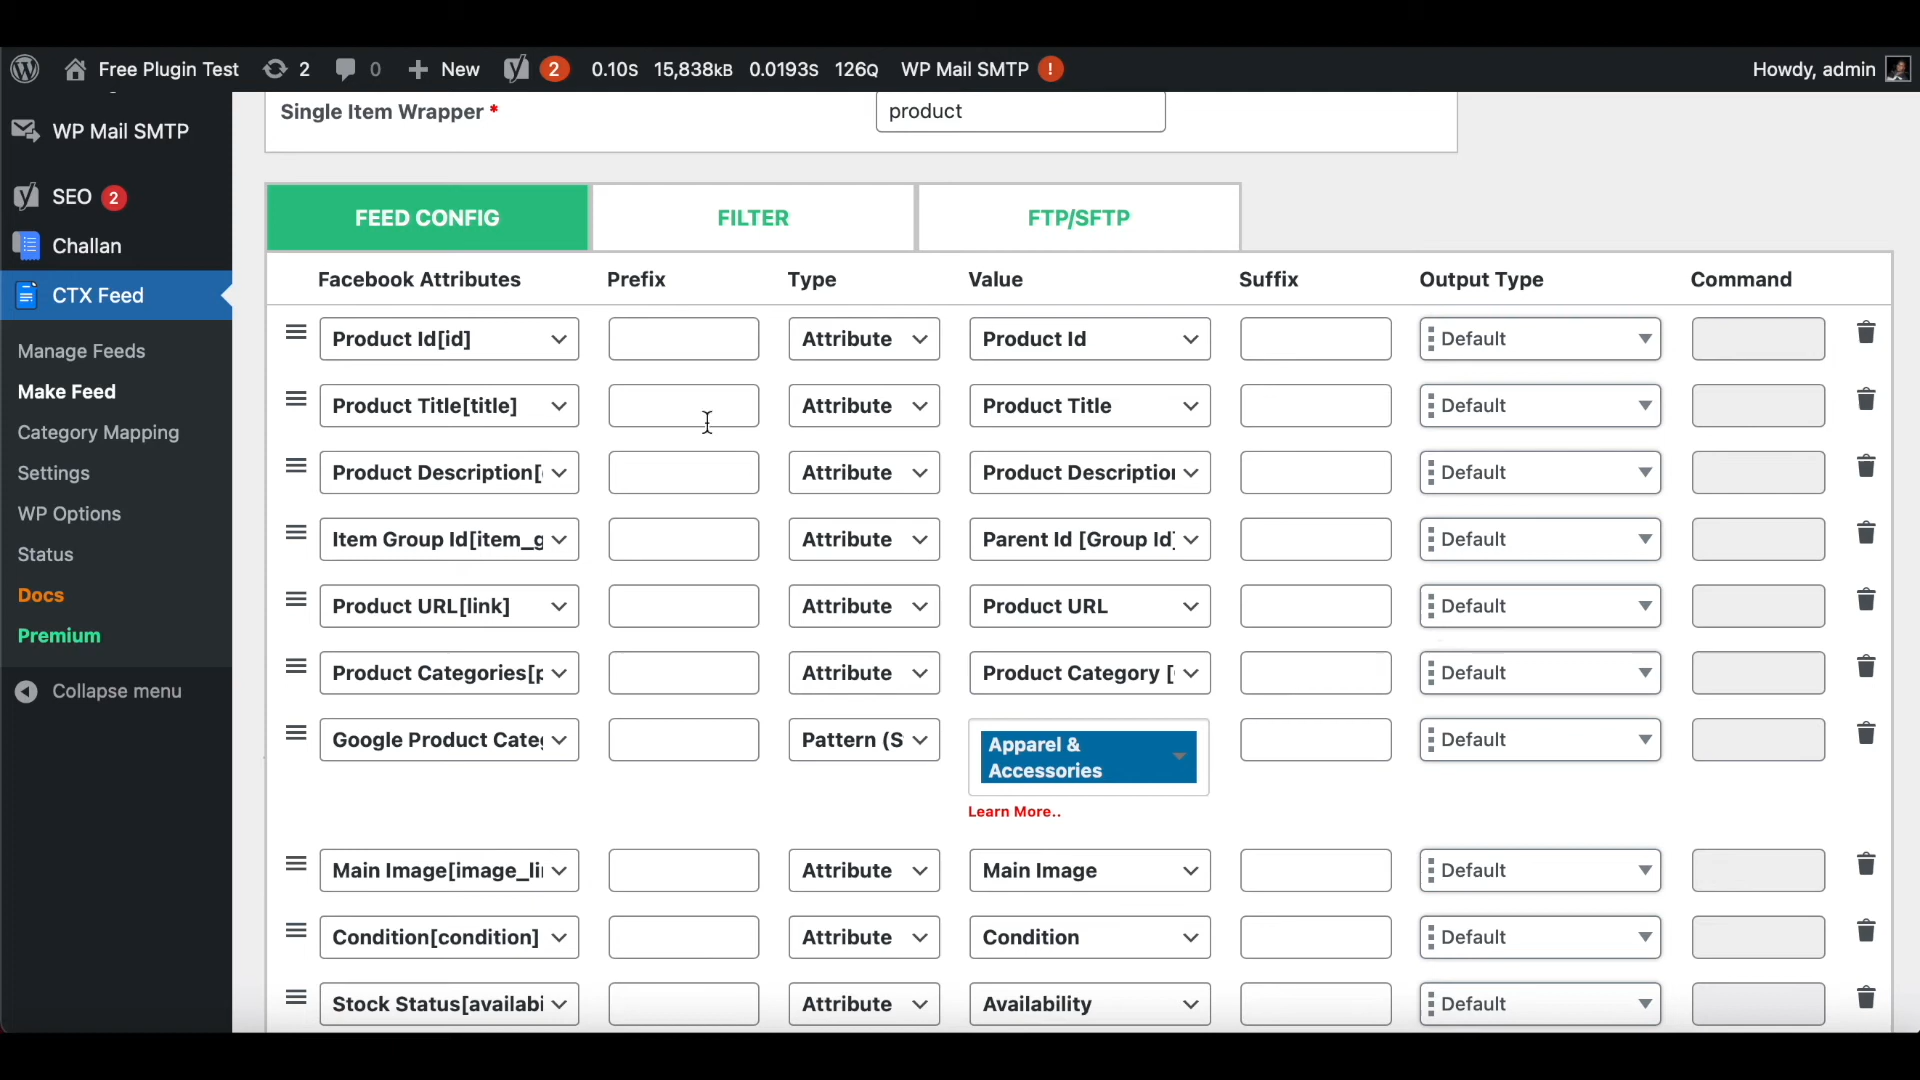 Free Plugin Test 2 0 New 2 0.10s 15,838kB 0.0193s 126Q WP Mail SMTP ! Howdy, admin
WP Mail SMTP
SEO 2
Challan
CTX Feed
Manage Feeds
Make Feed
Category Mapping
Settings
WP Options
Status
Docs
Premium
Collapse menu
Single Item Wrapper * product
FEED CONFIG FILTER FTP/SFTP
Facebook Attributes Prefix Type Value Suffix Output Type Command
Product Id[id] Attribute Product Id Default
Product Title[title] Attribute Product Title Default
Product Description[ Attribute Product Description Default
Item Group Id[item_g Attribute Parent Id [Group Id] Default
Product URL[link] Attribute Product URL Default
Product Categories[p Attribute Product Category [ Default
Google Product Cate Pattern (S Apparel & Default
Accessories
Learn More..
Main Image[image_li Attribute Main Image Default
Condition[condition] Attribute Condition Default
Stock Status[availabi Attribute Availability Default